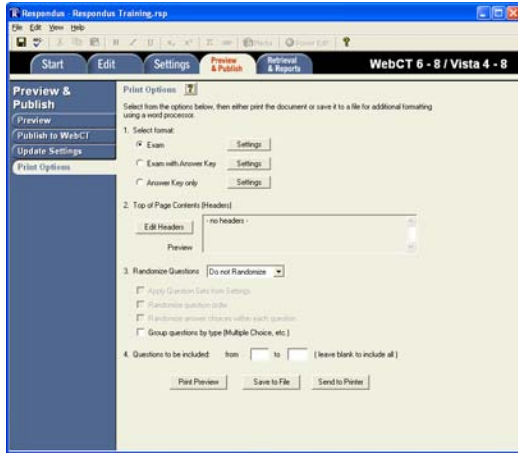 Respondus - Respondus Training.rsp
File Edit View Help
Start Edit Settings Preview & Publish Retrieval & Reports WebCT 6 - 8 / Vista 4 - 8
Preview & Publish
Preview
Publish to WebCT
Update Settings
Print Options
Print Options ?
Select from the options below, then either print the document or save it to a file for additional formatting
using a word processor.
1. Select format:
Exam Settings
Exam with Answer Key Settings
Answer Key only Settings
2. Top of Page Contents (Headers)
Edit Headers
- no headers -
Preview
3. Randomize Questions Do not Randomize
Apply Question Sets from Settings
Randomize question order
Randomize answer choices within each question
Group questions by type (Multiple Choice, etc.)
4. Questions to be included: from to ( leave blank to include all )
Print Preview Save to File Send to Printer